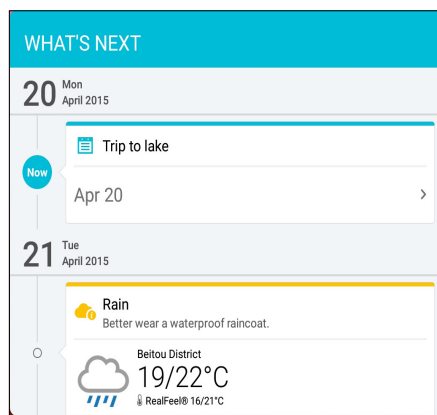 WHAT'S NEXT
20 Mon
April 2015
Trip to lake
Now
Apr 20
21 Tue
April 2015
Rain
Better wear a waterproof raincoat.
Beitou District
19/22°C
RealFeel® 16/21°C